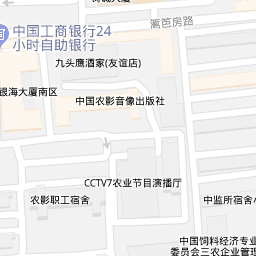 篱笆房路
中国工商银行24
小时自助银行
九头鹰酒家(友谊店)
银海大厦南区
中国农影音像出版社
CCTV7农业节目演播厅
农影职工宿舍
中监所宿舍
中国饲料经济专业
委员会三农企业管理